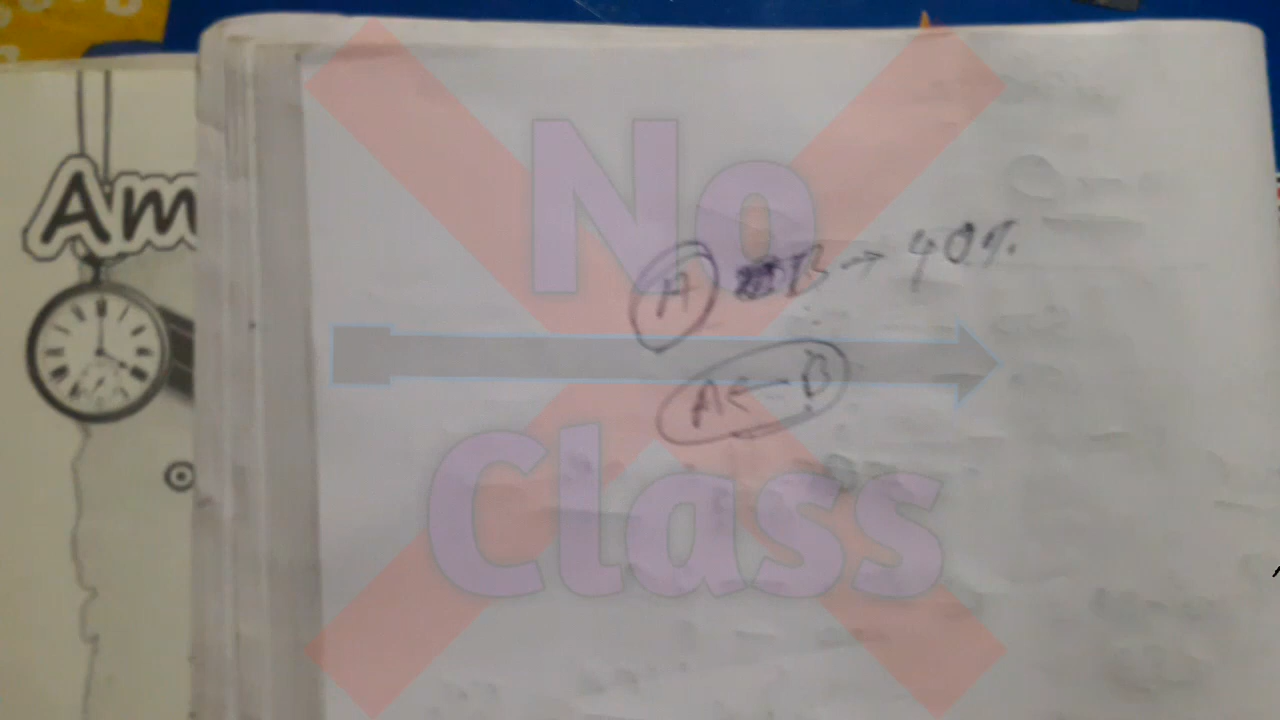 Am
No
A B → 40%
A ← B
Class